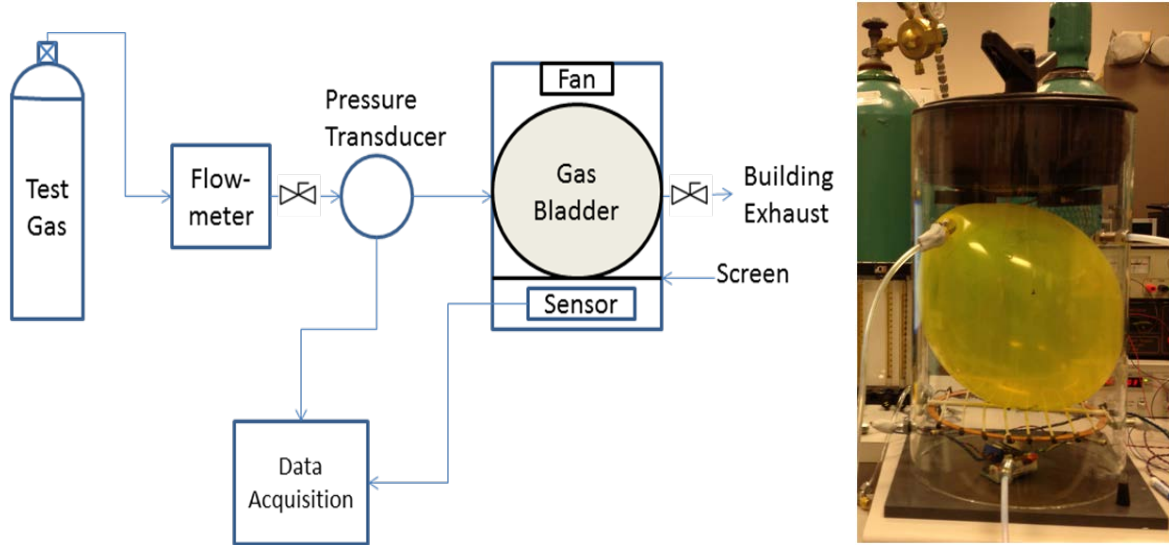 Test
Gas
Flow-
meter
Pressure
Transducer
Fan
Gas
Bladder
Building
Exhaust
Screen
Sensor
Data
Acquisition